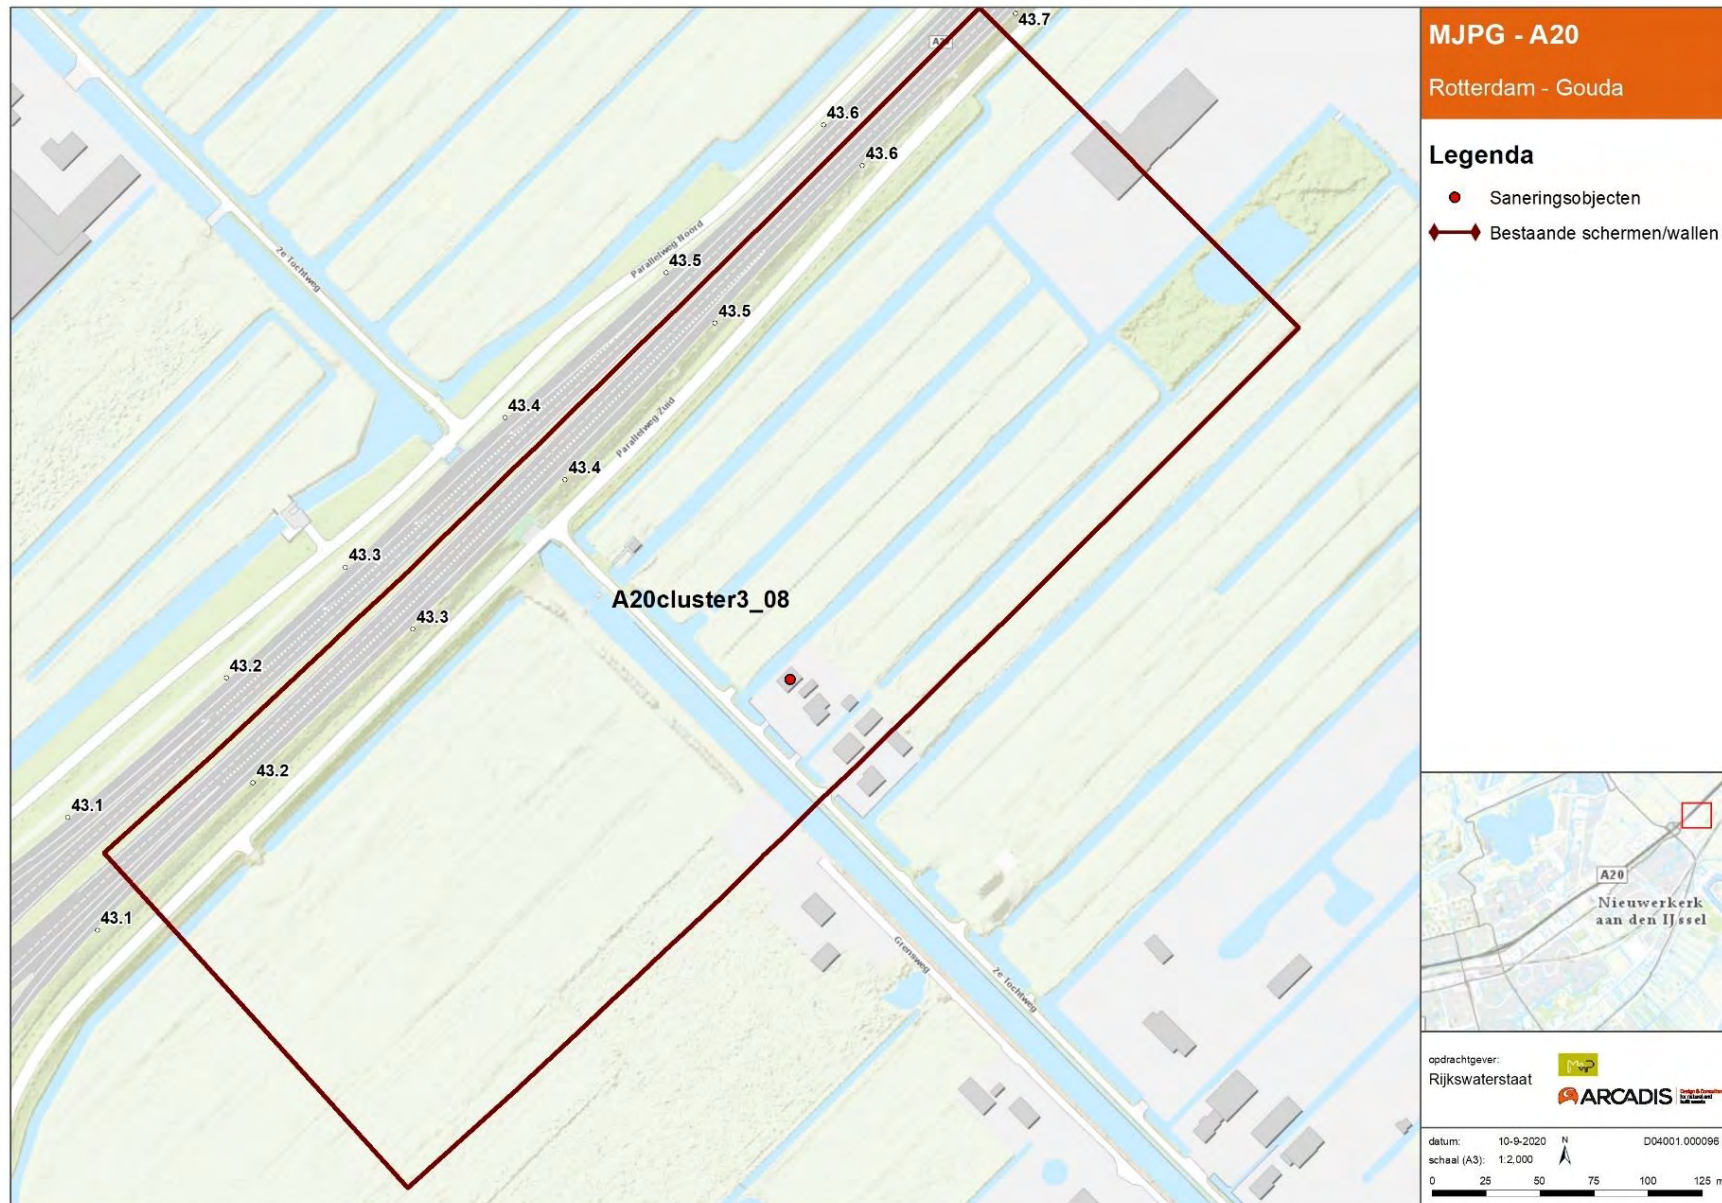 MJPG - A20
Rotterdam - Gouda
Legenda
Saneringsobjecten
Bestaande schermen/wallen
43.7
A20
43.6
43.6
2e Tochtweg
Parallelweg Noord
43.5
43.5
43.4
Parallelweg Zuid
43.4
43.3
A20cluster3_08
43.3
43.2
43.2
43.1
43.1
Grensweg
2e Tochtweg
A20
Nieuwerkerk
aan den IJssel
opdrachtgever:
Rijkswaterstaat
ARCADIS
datum: 10-9-2020 N D04001.000096
schaal (A3): 1:2,000
0 25 50 75 100 125 m